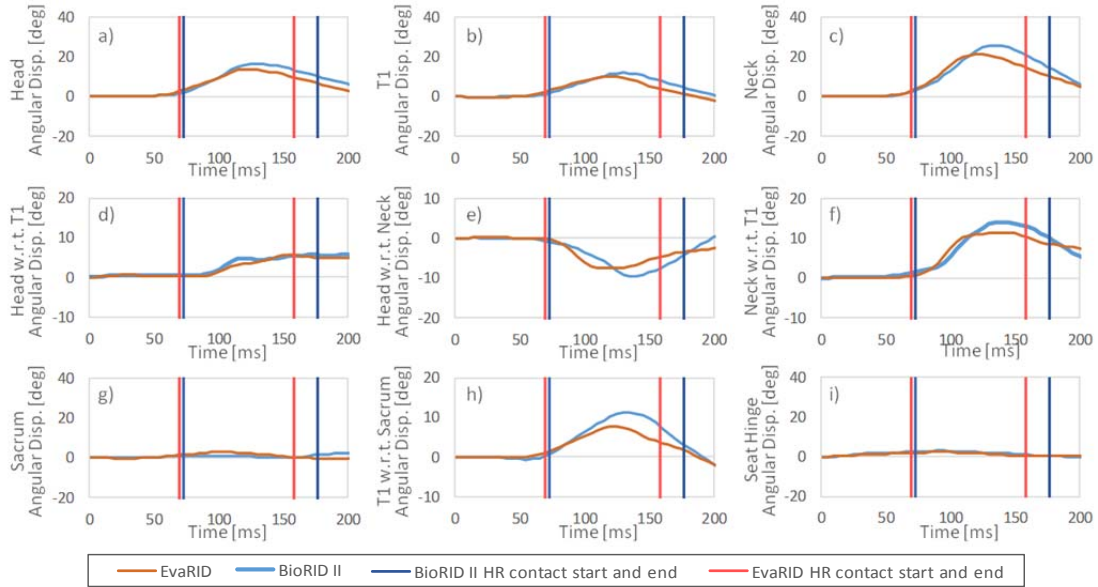 a)
Head
Angular Disp. [deg]
40
20
0
-20
0 50 100 150 200
Time [ms]
b)
T1
Angular Disp. [deg]
40
20
0
-20
0 50 100 150 200
Time [ms]
c)
Neck
Angular Disp. [deg]
40
20
0
-20
0 50 100 150 200
Time [ms]
d)
Head w.r.t. T1
Angular Disp. [deg]
20
10
0
-10
0 50 100 150 200
Time [ms]
e)
Head w.r.t. Neck
Angular Disp. [deg]
10
0
-10
-20
0 50 100 150 200
Time [ms]
f)
Neck w.r.t. T1
Angular Disp. [deg]
20
10
0
-10
0 50 100 150 200
Time [ms]
g)
Sacrum
Angular Disp. [deg]
40
20
0
-20
0 50 100 150 200
Time [ms]
h)
T1 w.r.t. Sacrum
Angular Disp. [deg]
20
10
0
-10
0 50 100 150 200
Time [ms]
i)
Seat Hinge
Angular Disp. [deg]
40
20
0
-20
0 50 100 150 200
Time [ms]
EvaRID BioRID II BioRID II HR contact start and end EvaRID HR contact start and end